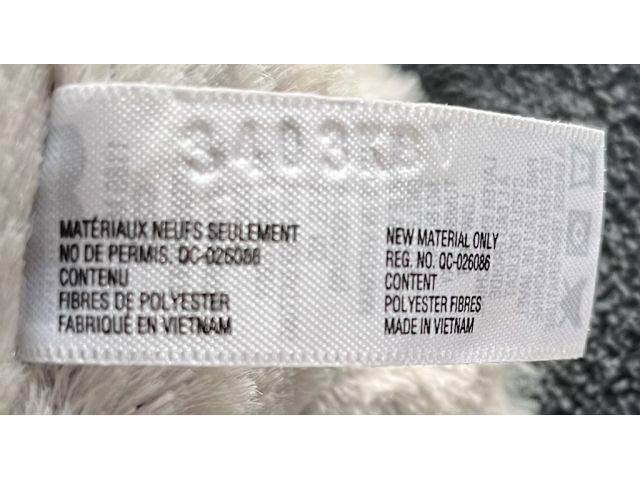 MATÉRIAUX NEUFS SEULEMENT
NO DE PERMIS. QC-026086
CONTENU
FIBRES DE POLYESTER
FABRIQUÉ EN VIETNAM
NEW MATERIAL ONLY
REG. NO. QC-026086
CONTENT
POLYESTER FIBRES
MADE IN VIETNAM